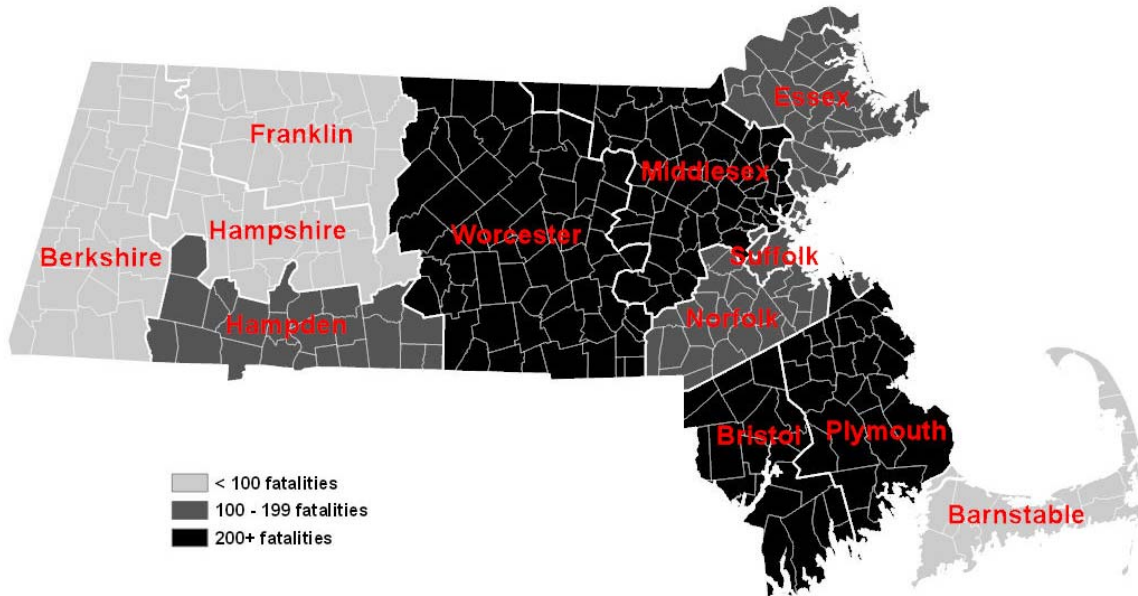 Essex
Franklin
Middlesex
Hampshire
Worcester
Berkshire
Suffolk
Hampden
Norfolk
Bristol
Plymouth
< 100 fatalities
100 - 199 fatalities
200+ fatalities
Barnstable